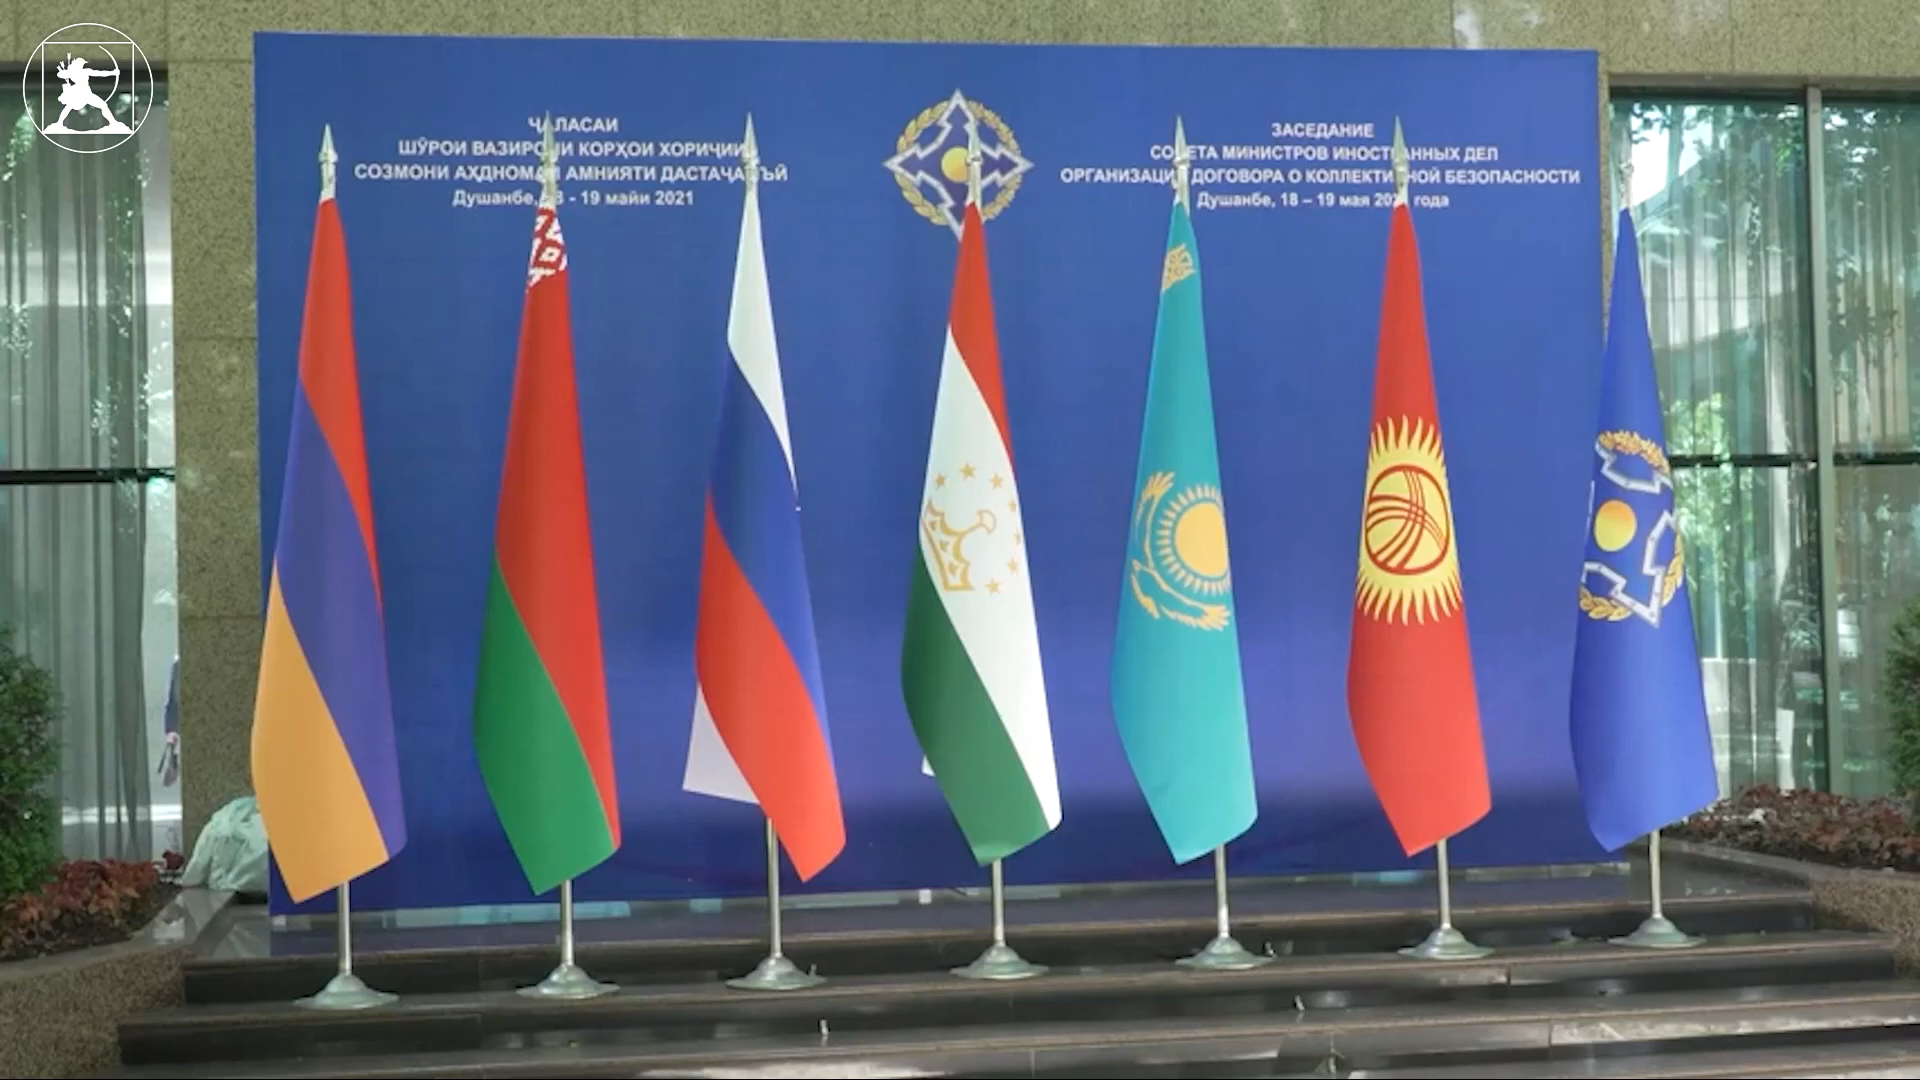 ҶАЛАСАИ
ШӮРОИ ВАЗИРОНИ КОРҲОИ ХОРИҶИИ
СОЗМОНИ АҲДНОМАИ АМНИЯТИ ДАСТАҶАМЪӢ
Душанбе, 18 - 19 майи 2021
ЗАСЕДАНИЕ
СОВЕТА МИНИСТРОВ ИНОСТРАННЫХ ДЕЛ
ОРГАНИЗАЦИИ ДОГОВОРА О КОЛЛЕКТИВНОЙ БЕЗОПАСНОСТИ
Душанбе, 18 – 19 мая 2021 года